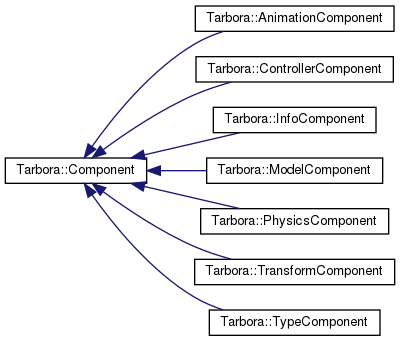 Tarbora::AnimationComponent
Tarbora::ControllerComponent
Tarbora::InfoComponent
Tarbora::Component
Tarbora::ModelComponent
Tarbora::PhysicsComponent
Tarbora::TransformComponent
Tarbora::TypeComponent